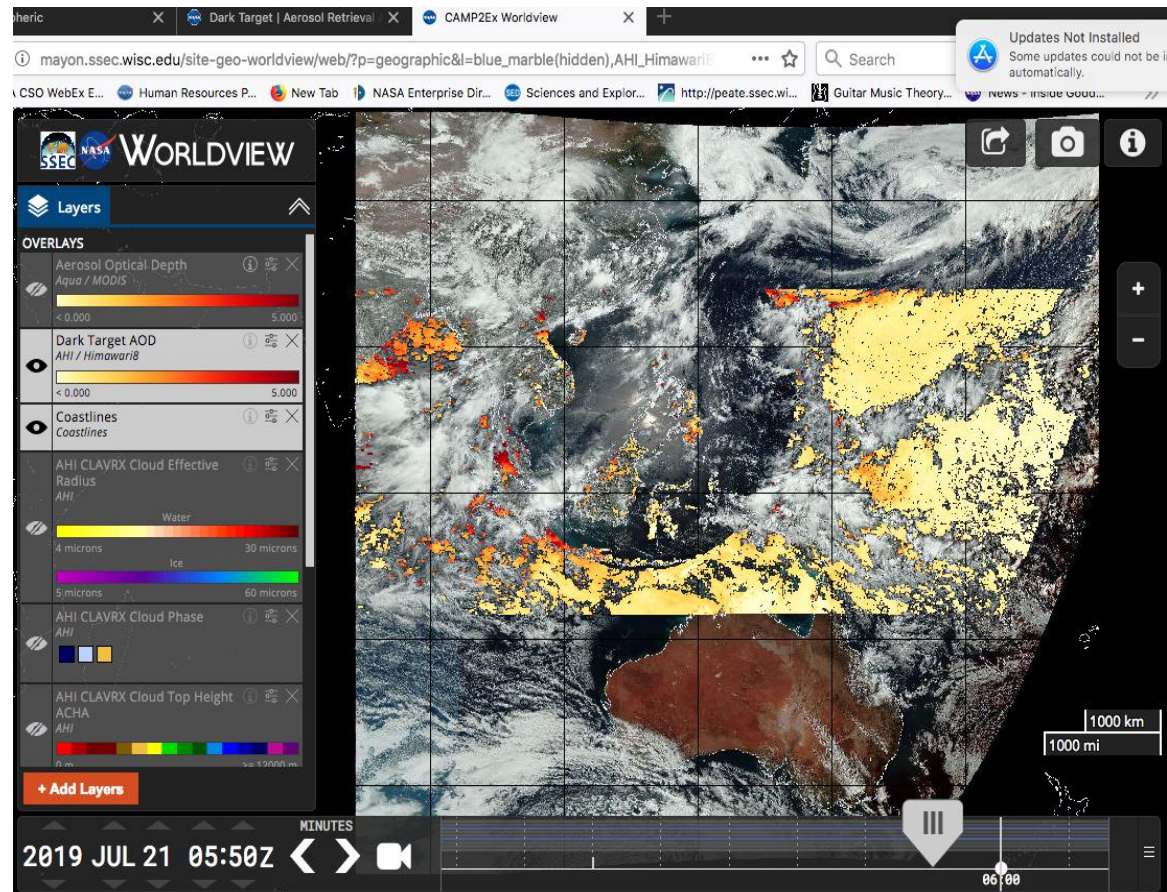 pheric
Dark Target | Aerosol Retrieval
CAMP2Ex Worldview
Updates Not Installed
Some updates could not be in
automatically.
mayon.ssec.wisc.edu/site-geo-worldview/web/?p=geographic&l=blue_marble(hidden),AHI_Himawari8
Search
CSO WebEx E...
Human Resources P...
New Tab
NASA Enterprise Dir...
Sciences and Explor...
http://peate.ssec.wi...
Guitar Music Theory...
News - Inside Good...
SSEC NASA WORLDVIEW
Layers
OVERLAYS
Aerosol Optical Depth
Aqua / MODIS
< 0.000 5.000
Dark Target AOD
AHI / Himawari8
< 0.000 5.000
Coastlines
Coastlines
AHI CLAVRX Cloud Effective
Radius
AHI
Water
4 microns 30 microns
Ice
5 microns 60 microns
AHI CLAVRX Cloud Phase
AHI
AHI CLAVRX Cloud Top Height
ACHA
AHI
0 m >= 12000 m
+ Add Layers
1000 km
1000 mi
MINUTES
2019 JUL 21 05:50Z
06:00